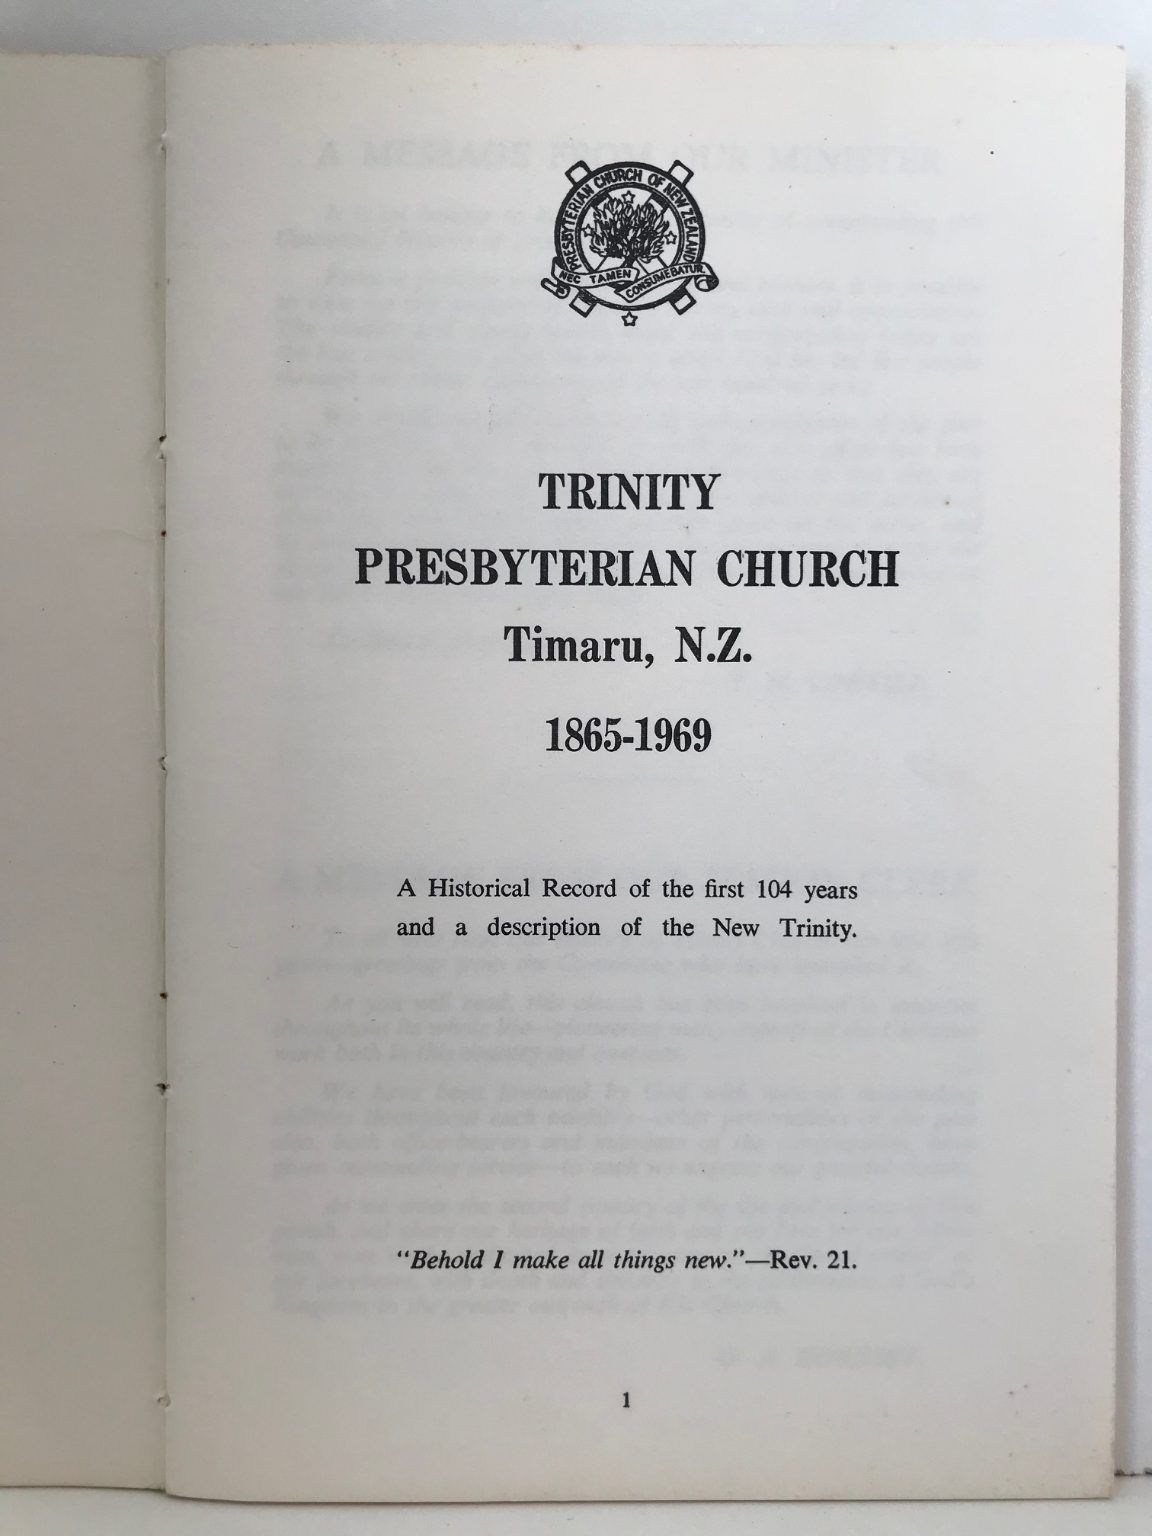 PRESBYTERIAN CHURCH OF NEW ZEALAND
NEC TAMEN CONSUMEBATUR
TRINITY
PRESBYTERIAN CHURCH
Timaru, N.Z.
1865-1969
A Historical Record of the first 104 years
and a description of the New Trinity.
"Behold I make all things new."—Rev. 21.
1